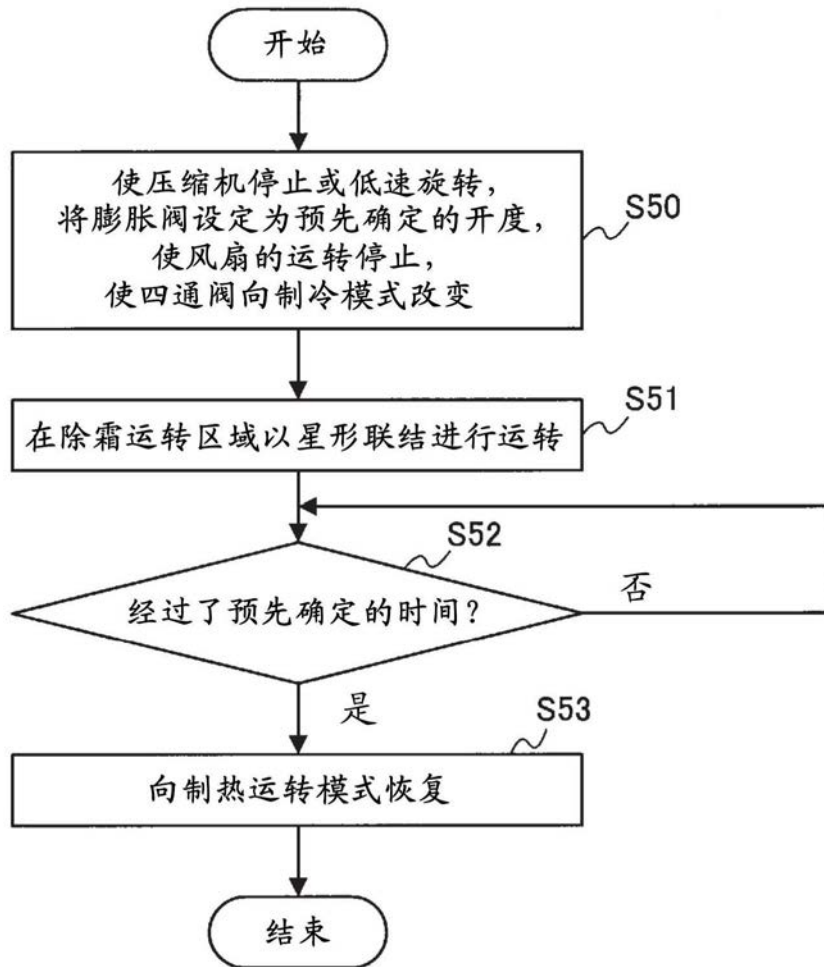 开始
使压缩机停止或低速旋转，
将膨胀阀设定为预先确定的开度，
使风扇的运转停止，
使四通阀向制冷模式改变
S50
S51
在除霜运转区域以星形联结进行运转
S52
经过了预先确定的时间?
否
是
S53
向制热运转模式恢复
结束